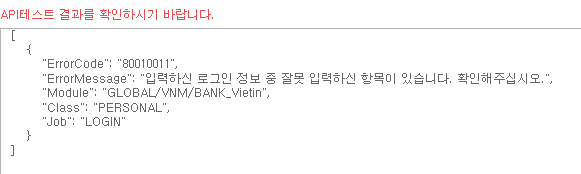 API테스트 결과를 확인하시기 바랍니다.
[
{
"ErrorCode": "80010011",
"ErrorMessage": "입력하신 로그인 정보 중 잘못 입력하신 항목이 있습니다. 확인해주십시오.",
"Module": "GLOBAL/VNM/BANK_Vietin",
"Class": "PERSONAL",
"Job": "LOGIN"
}
]